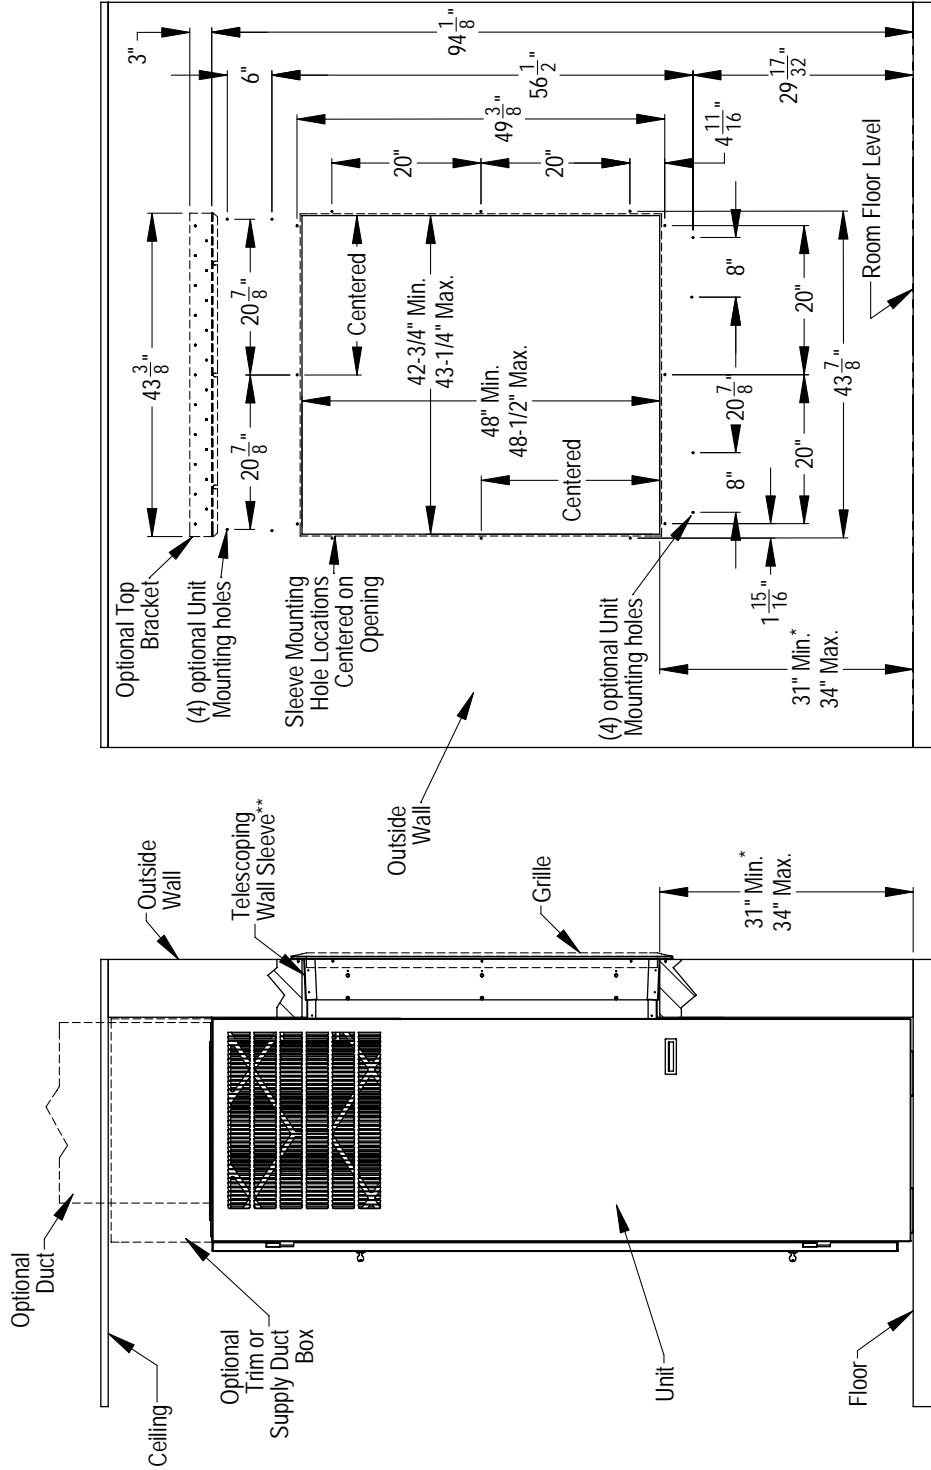 Optional
Duct
Ceiling
Optional
Trim or
Supply Duct
Box
Unit
Floor
Outside
Wall
Telescoping
Wall Sleeve**
Grille
31" Min.*
34" Max.
Outside
Wall
Optional Top
Bracket
(4) optional Unit
Mounting holes
Sleeve Mounting
Hole Locations
Centered on
Opening
(4) optional Unit
Mounting holes
31" Min.*
34" Max.
43 3/8"
20 7/8"
20 7/8"
Centered
42-3/4" Min.
43-1/4" Max.
48" Min.
48-1/2" Max.
Centered
8"
20 7/8"
8"
20"
20"
1 15/16"
43 7/8"
3"
6"
94 1/8"
56 1/2"
49 3/8"
20"
20"
4 11/16"
29 17/32"
Room Floor Level